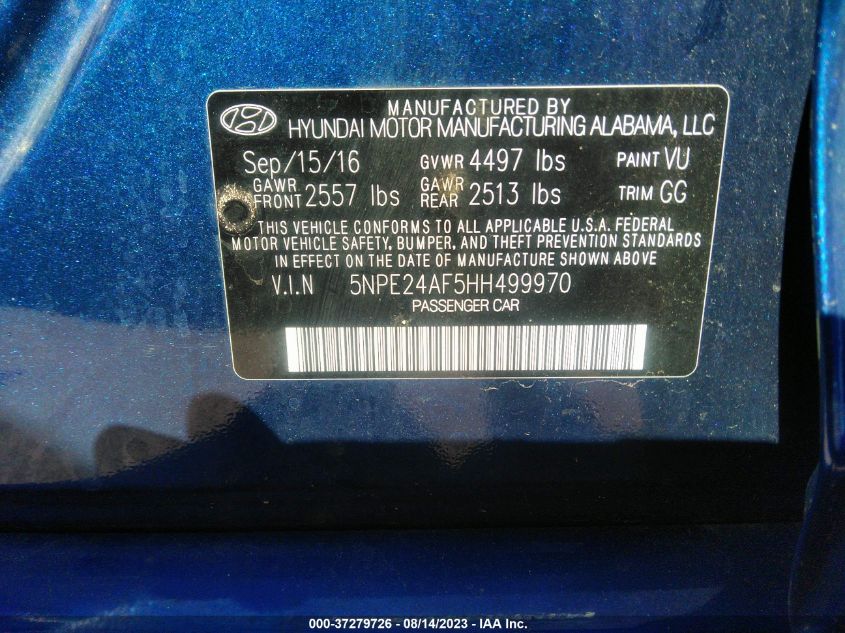 MANUFACTURED BY
HYUNDAI MOTOR MANUFACTURING ALABAMA, LLC
Sep/15/16 GVWR 4497 lbs PAINT VU
GAWR FRONT 2557 lbs GAWR REAR 2513 lbs TRIM GG
THIS VEHICLE CONFORMS TO ALL APPLICABLE U.S.A. FEDERAL
MOTOR VEHICLE SAFETY, BUMPER, AND THEFT PREVENTION STANDARDS
IN EFFECT ON THE DATE OF MANUFACTURE SHOWN ABOVE
V.I.N 5NPE24AF5HH499970
PASSENGER CAR
000-37279726 - 08/14/2023 - IAA Inc.